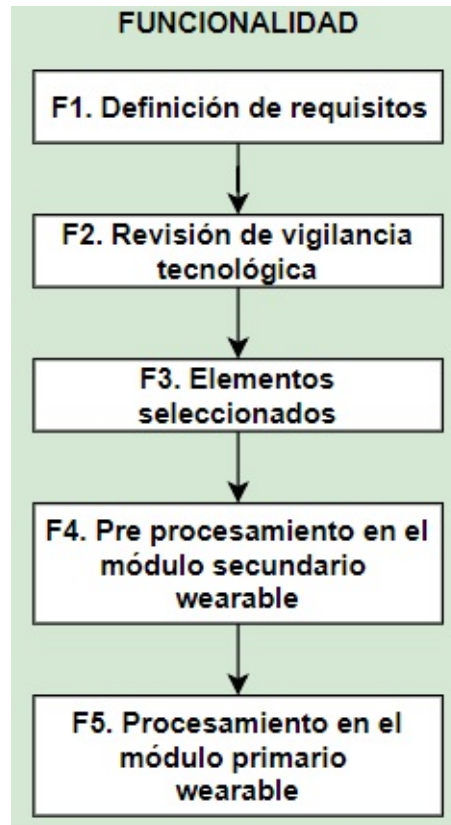 FUNCIONALIDAD
F1. Definición de requisitos
F2. Revisión de vigilancia
tecnológica
F3. Elementos
seleccionados
F4. Pre procesamiento en el
módulo secundario
wearable
F5. Procesamiento en el
módulo primario
wearable